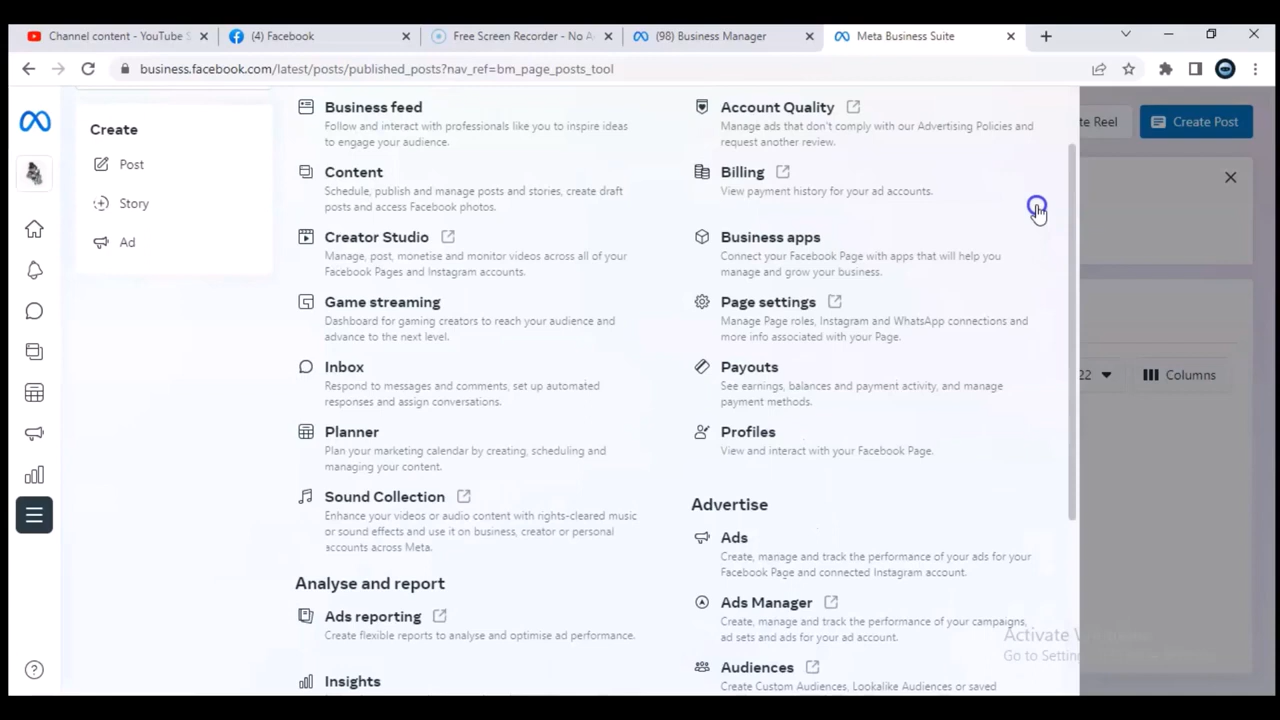 Channel content - YouTube S
(4) Facebook
Free Screen Recorder - No A
(98) Business Manager
Meta Business Suite
business.facebook.com/latest/posts/published_posts?nav_ref=bm_page_posts_tool
Create
Post
Story
Ad
Business feed
Follow and interact with professionals like you to inspire ideas
to engage your audience.
Content
Schedule, publish and manage posts and stories, create draft
posts and access Facebook photos.
Creator Studio
Manage, post, monetise and monitor videos across all of your
Facebook Pages and Instagram accounts.
Game streaming
Dashboard for gaming creators to reach your audience and
advance to the next level.
Inbox
Respond to messages and comments, set up automated
responses and assign conversations.
Planner
Plan your marketing calendar by creating, scheduling and
managing your content.
Sound Collection
Enhance your videos or audio content with rights-cleared music
or sound effects and use it on business, creator or personal
accounts across Meta.
Analyse and report
Ads reporting
Create flexible reports to analyse and optimise ad performance.
Insights
Account Quality
Manage ads that don't comply with our Advertising Policies and
request another review.
Billing
View payment history for your ad accounts.
Business apps
Connect your Facebook Page with apps that will help you
manage and grow your business.
Page settings
Manage Page roles, Instagram and WhatsApp connections and
more info associated with your Page.
Payouts
See earnings, balances and payment activity, and manage
payment methods.
Profiles
View and interact with your Facebook Page.
Advertise
Ads
Create, manage and track the performance of your ads for your
Facebook Page and connected Instagram account.
Ads Manager
Create, manage and track the performance of your campaigns,
ad sets and ads for your ad account.
Audiences
Create Custom Audiences, Lookalike Audiences or saved
te Reel
Create Post
22
Columns
Activate
Go to Settin